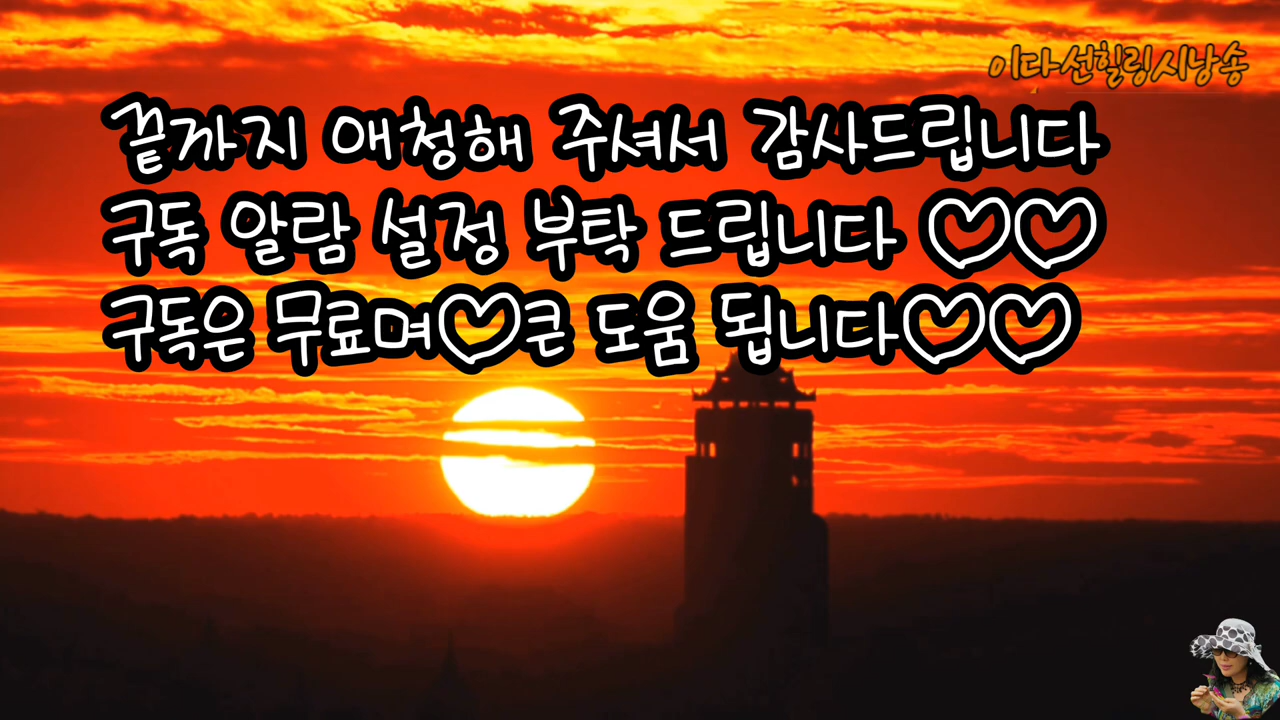 이다선힐링시낭송
끝까지 애청해 주셔서 감사드립니다
구독 알람 설정 부탁 드립니다 ♡♡
구독은 무료며♡큰 도움 됩니다♡♡